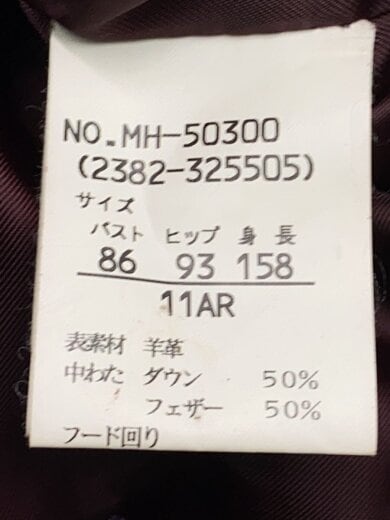 NO.MH-50300
(2382-325505)
サイズ
バスト ヒップ 身長
86 93 158
11AR
表素材 羊革
中わた ダウン 50%
フェザー 50%
フード回り